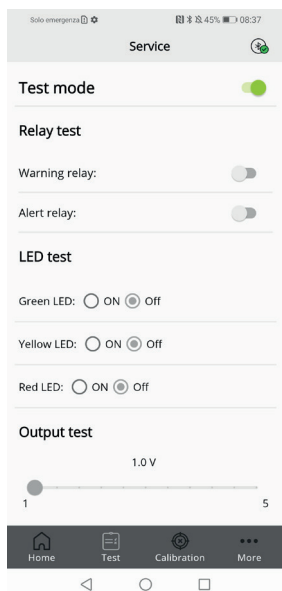 Solo emergenza 45% 08:37
Service
Test mode
Relay test
Warning relay:
Alert relay:
LED test
Green LED: ON Off
Yellow LED: ON Off
Red LED: ON Off
Output test
1.0 V
1 5
Home Test Calibration More